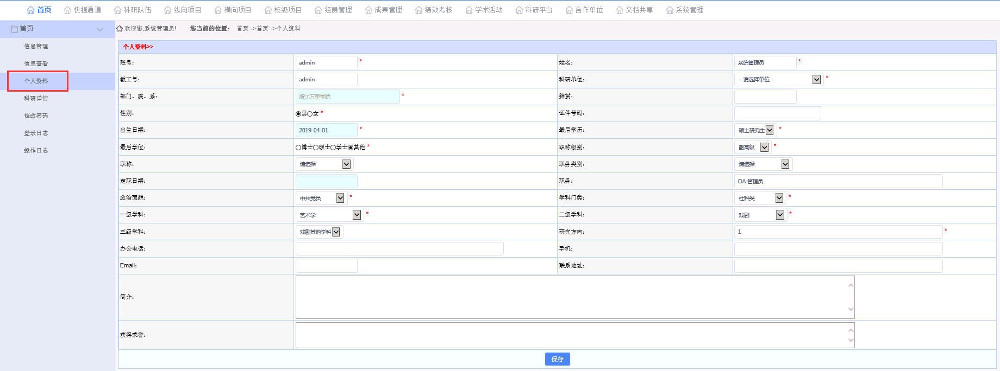 首页 快捷通道 科研队伍 纵向项目 横向项目 校级项目 经费管理 成果管理 绩效考核 学术活动 科研平台 合作单位 文档共享 系统管理
首页
欢迎您,系统管理员! 您当前的位置: 首页-->首页-->个人资料
信息管理
信息查看
个人资料
科研详情
修改密码
登录日志
操作日志
个人资料>>
账号: admin * 姓名: 系统管理员 *
教工号: admin 科研单位: --请选择单位-- *
部门、院、系: 浙江万里学院 * 籍贯:
性别: 男 女 * 证件号码:
出生日期: 2019-04-01 * 最后学历: 硕士研究生 *
最后学位: 博士 硕士 学士 其他 * 职称级别: 副高级 *
职称: 请选择 职务类别: 请选择
定职日期: 职务: OA 管理员
政治面貌: 中共党员 * 学科门类: 社科类 *
一级学科: 艺术学 * 二级学科: 戏剧 *
三级学科: 戏剧其他学科 研究方向: 1 *
办公电话: 手机:
Email: 联系地址:
简介:
获得荣誉:
保存